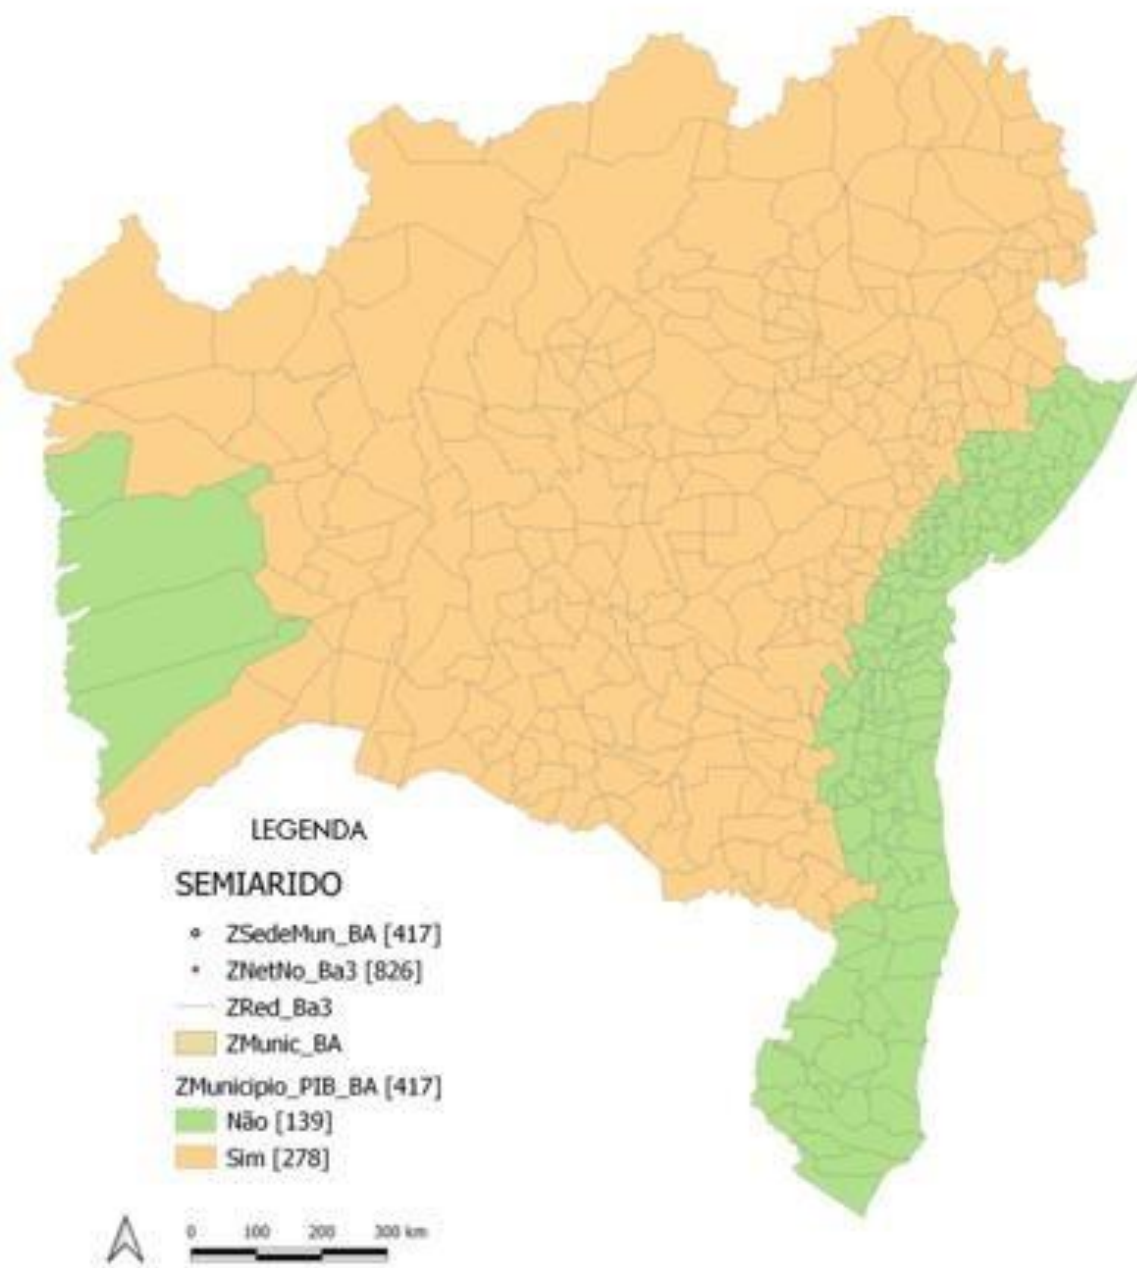 LEGENDA
SEMIARIDO
ZSedeMun_BA [417]
ZNetNo_Ba3 [826]
ZRed_Ba3
ZMunic_BA
ZMunicipio_PIB_BA [417]
Não [139]
Sim [278]
0 100 200 300 km